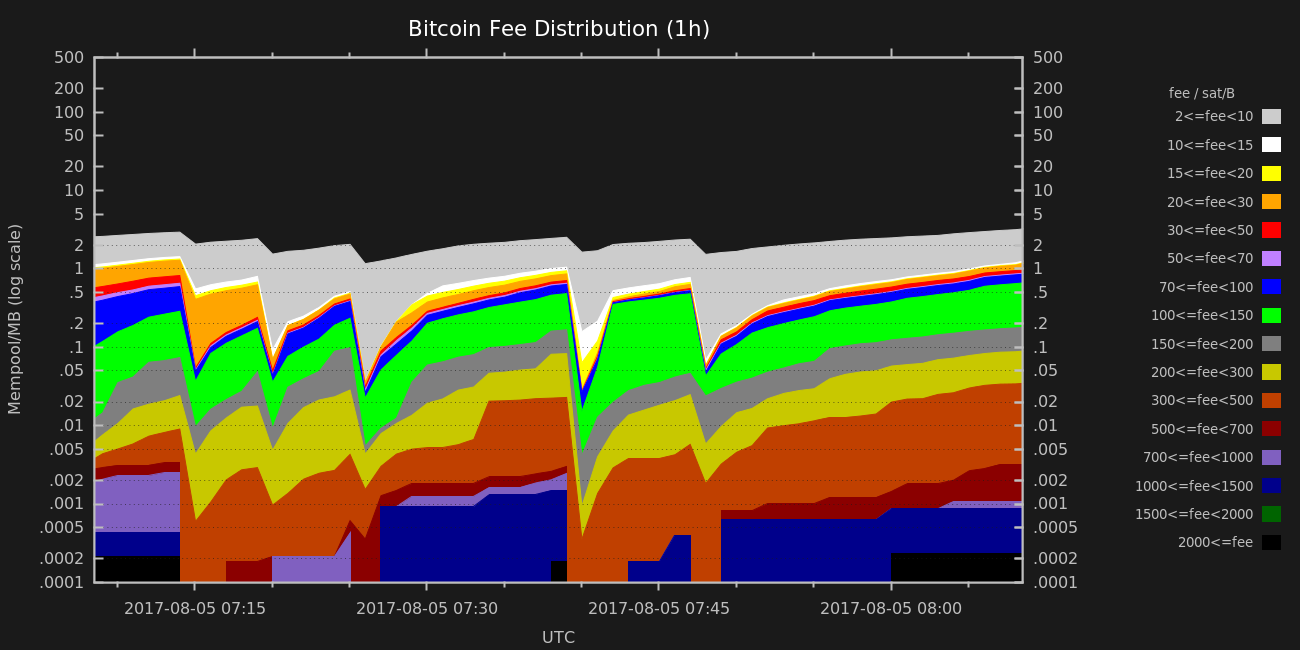 Bitcoin Fee Distribution (1h)
500 500
200 200
100 100
50 50
20 20
10 10
5 5
2 2
1 1
.5 .5
.2 .2
.1 .1
.05 .05
.02 .02
.01 .01
.005 .005
.002 .002
.001 .001
.0005 .0005
.0002 .0002
.0001 .0001
Mempool/MB (log scale)
2017-08-05 07:15 2017-08-05 07:30 2017-08-05 07:45 2017-08-05 08:00
UTC
fee / sat/B
2<=fee<10
10<=fee<15
15<=fee<20
20<=fee<30
30<=fee<50
50<=fee<70
70<=fee<100
100<=fee<150
150<=fee<200
200<=fee<300
300<=fee<500
500<=fee<700
700<=fee<1000
1000<=fee<1500
1500<=fee<2000
2000<=fee